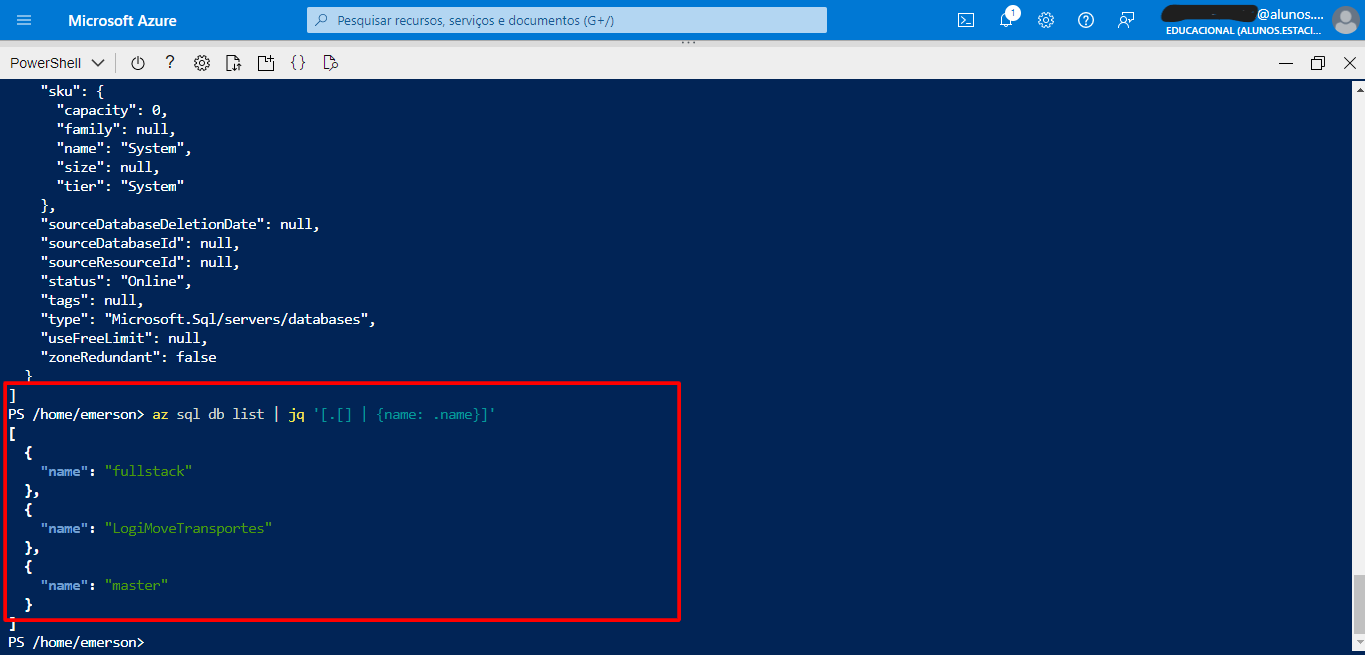 Microsoft Azure
Pesquisar recursos, serviços e documentos (G+/)
1
@alunos....
EDUCACIONAL (ALUNOS.ESTACI...
PowerShell
"sku": {
"capacity": 0,
"family": null,
"name": "System",
"size": null,
"tier": "System"
},
"sourceDatabaseDeletionDate": null,
"sourceDatabaseId": null,
"sourceResourceId": null,
"status": "Online",
"tags": null,
"type": "Microsoft.Sql/servers/databases",
"useFreeLimit": null,
"zoneRedundant": false
}
]
PS /home/emerson> az sql db list | jq '[.[] | {name: .name}]'
[
{
"name": "fullstack"
},
{
"name": "LogiMoveTransportes"
},
{
"name": "master"
}
]
PS /home/emerson>